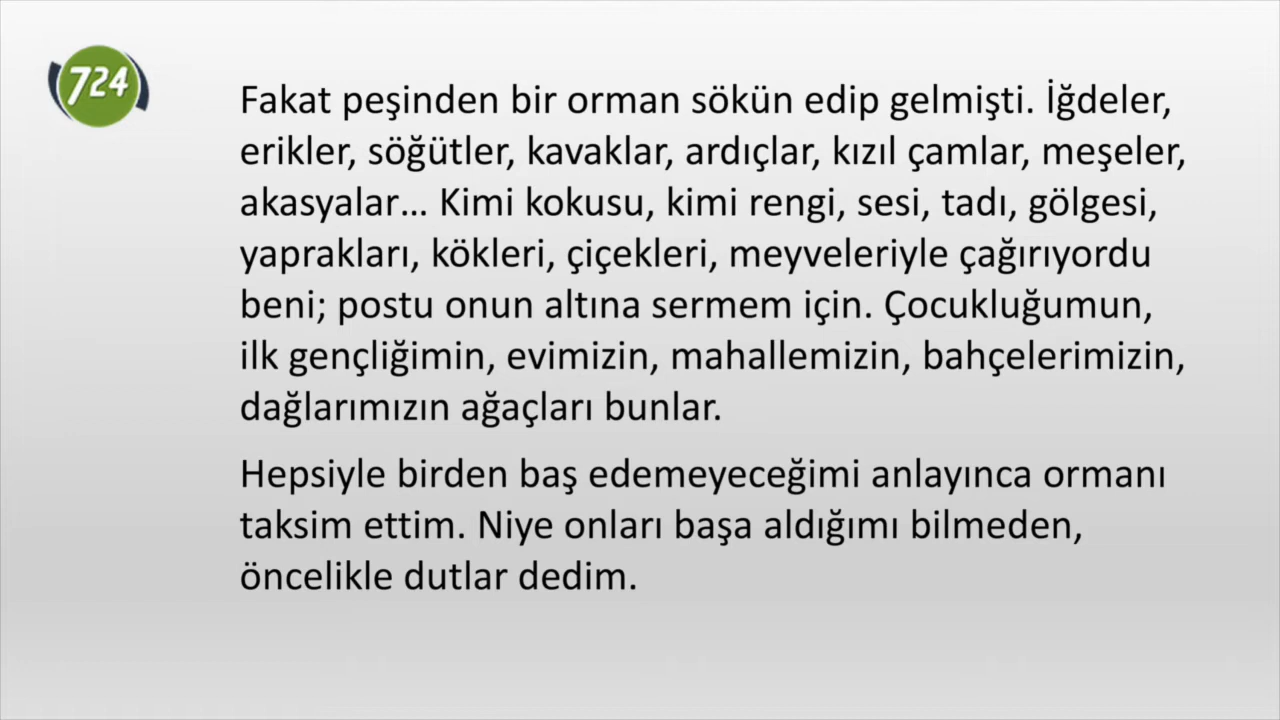 724
Fakat peşinden bir orman sökün edip gelmişti. İğdeler,
erikler, söğütler, kavaklar, ardıçlar, kızıl çamlar, meşeler,
akasyalar… Kimi kokusu, kimi rengi, sesi, tadı, gölgesi,
yaprakları, kökleri, çiçekleri, meyveleriyle çağırıyordu
beni; postu onun altına sermem için. Çocukluğumun,
ilk gençliğimin, evimizin, mahallemizin, bahçelerimizin,
dağlarımızın ağaçları bunlar.
Hepsiyle birden baş edemeyeceğimi anlayınca ormanı
taksim ettim. Niye onları başa aldığımı bilmeden,
öncelikle dutlar dedim.